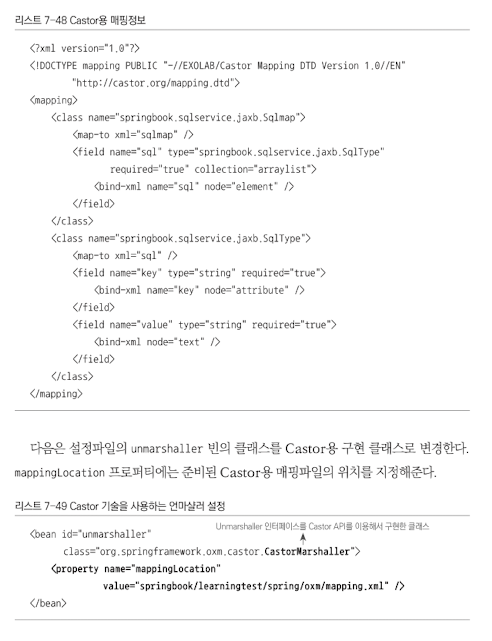 리스트 7-48 Castor용 매핑정보
<?xml version="1.0"?>
<!DOCTYPE mapping PUBLIC "-//EXOLAB/Castor Mapping DTD Version 1.0//EN"
"http://castor.org/mapping.dtd">
<mapping>
<class name="springbook.sqlservice.jaxb.Sqlmap">
<map-to xml="sqlmap" />
<field name="sql" type="springbook.sqlservice.jaxb.SqlType"
required="true" collection="arraylist">
<bind-xml name="sql" node="element" />
</field>
</class>
<class name="springbook.sqlservice.jaxb.SqlType">
<map-to xml="sql" />
<field name="key" type="string" required="true">
<bind-xml name="key" node="attribute" />
</field>
<field name="value" type="string" required="true">
<bind-xml node="text" />
</field>
</class>
</mapping>
다음은 설정파일의 unmarshaller 빈의 클래스를 Castor용 구현 클래스로 변경한다.
mappingLocation 프로퍼티에는 준비된 Castor용 매핑파일의 위치를 지정해준다.
리스트 7-49 Castor 기술을 사용하는 언마샬러 설정
Unmarshaller 인터페이스를 Castor API를 이용해서 구현한 클래스
<bean id="unmarshaller"
class="org.springframework.oxm.castor.CastorMarshaller">
<property name="mappingLocation"
value="springbook/learningtest/spring/oxm/mapping.xml" />
</bean>